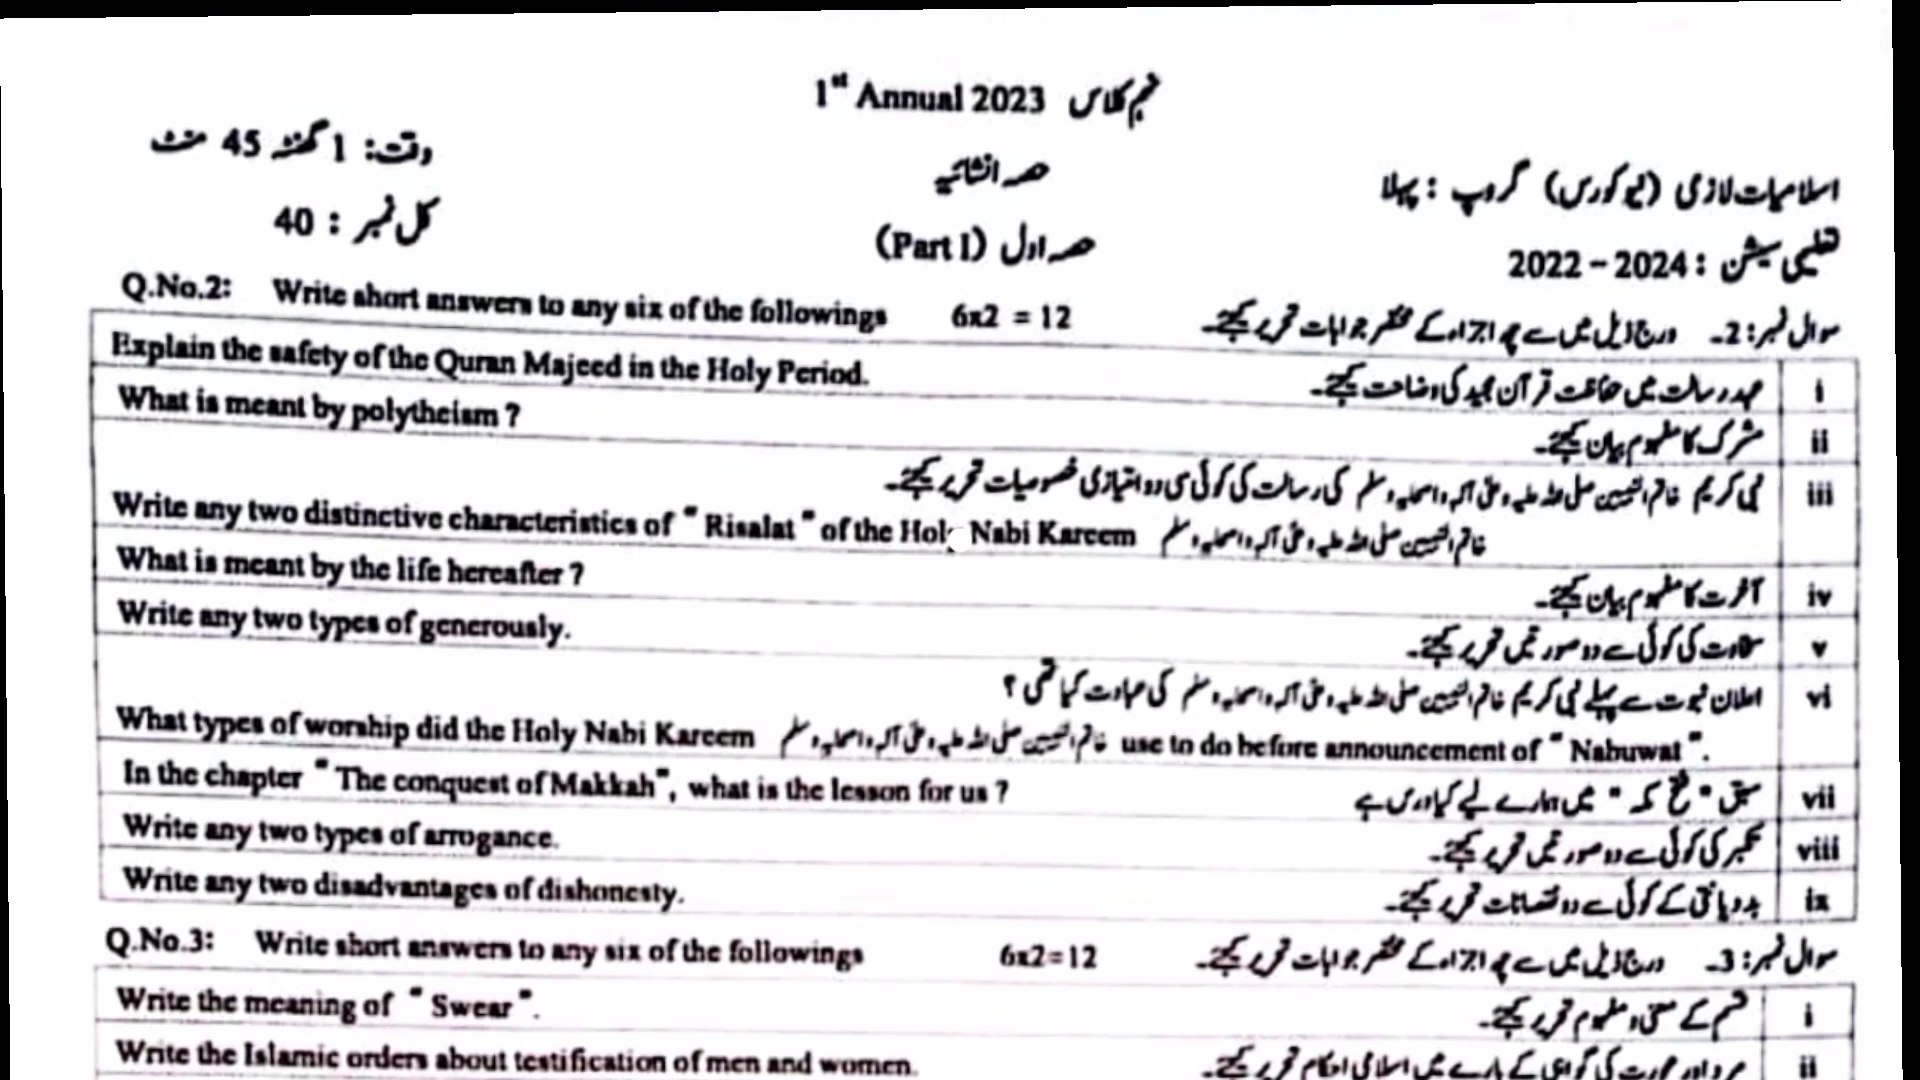 1st Annual 2023 نہم کلاس
وقت: 1 گھنٹہ 45 منٹ
حصہ انشائیہ
اسلامیات لازمی (نیو کورس) گروپ : پہلا
کل نمبر : 40
حصہ اول (Part I)
تعلیمی سیشن : 2022 – 2024
Q.No.2: Write short answers to any six of the followings 6x2 = 12 سوال نمبر:2۔ درج ذیل میں سے چھ اجزاء کے مختصر جوابات تحریر کیجئے۔
Explain the safety of the Quran Majeed in the Holy Period. عہد رسالت میں حفاظت قرآن مجید کی وضاحت کیجئے۔ i
What is meant by polytheism ? شرک کا مفہوم بیان کیجئے۔ ii
نبی کریم خاتم النبیین صلی اللہ علیہ وعلی آلہ واصحابہ وسلم کی رسالت کی کوئی سی دو امتیازی خصوصیات تحریر کیجئے۔ iii
Write any two distinctive characteristics of " Risalat " of the Holy Nabi Kareem خاتم النبیین صلی اللہ علیہ وعلی آلہ واصحابہ وسلم
What is meant by the life hereafter ? آخرت کا مفہوم بیان کیجئے۔ iv
Write any two types of generously. سخاوت کی کوئی سے دو صورتیں تحریر کیجئے۔ v
اعلان نبوت سے پہلے نبی کریم خاتم النبیین صلی اللہ علیہ وعلی آلہ واصحابہ وسلم کی عبادت کیا تھی ؟ vi
What types of worship did the Holy Nabi Kareem خاتم النبیین صلی اللہ علیہ وعلی آلہ واصحابہ وسلم use to do before announcement of " Nabuwat ".
In the chapter " The conquest of Makkah", what is the lesson for us ? سبق " فتح مکہ " میں ہمارے لیے کیا درس ہے vii
Write any two types of arrogance. تکبر کی کوئی سے دو صورتیں تحریر کیجئے۔ viii
Write any two disadvantages of dishonesty. بددیانتی کے کوئی سے دو نقصانات تحریر کیجئے۔ ix
Q.No.3: Write short answers to any six of the followings 6x2=12 سوال نمبر:3۔ درج ذیل میں سے چھ اجزاء کے مختصر جوابات تحریر کیجئے۔
Write the meaning of " Swear ". قسم کے معنی و مفہوم تحریر کیجئے۔ i
Write the Islamic orders about testification of men and women. مرد اور عورت کی گواہی کے بارے میں اسلامی احکام تحریر کیجئے۔ ii